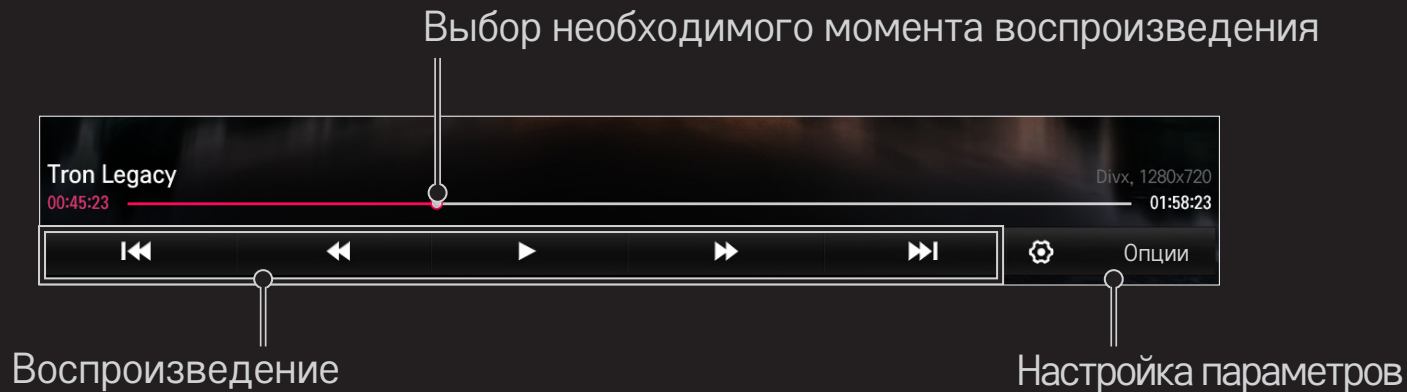 Выбор необходимого момента воспроизведения
Tron Legacy
Divx, 1280x720
00:45:23
01:58:23
Опции
Воспроизведение
Настройка параметров